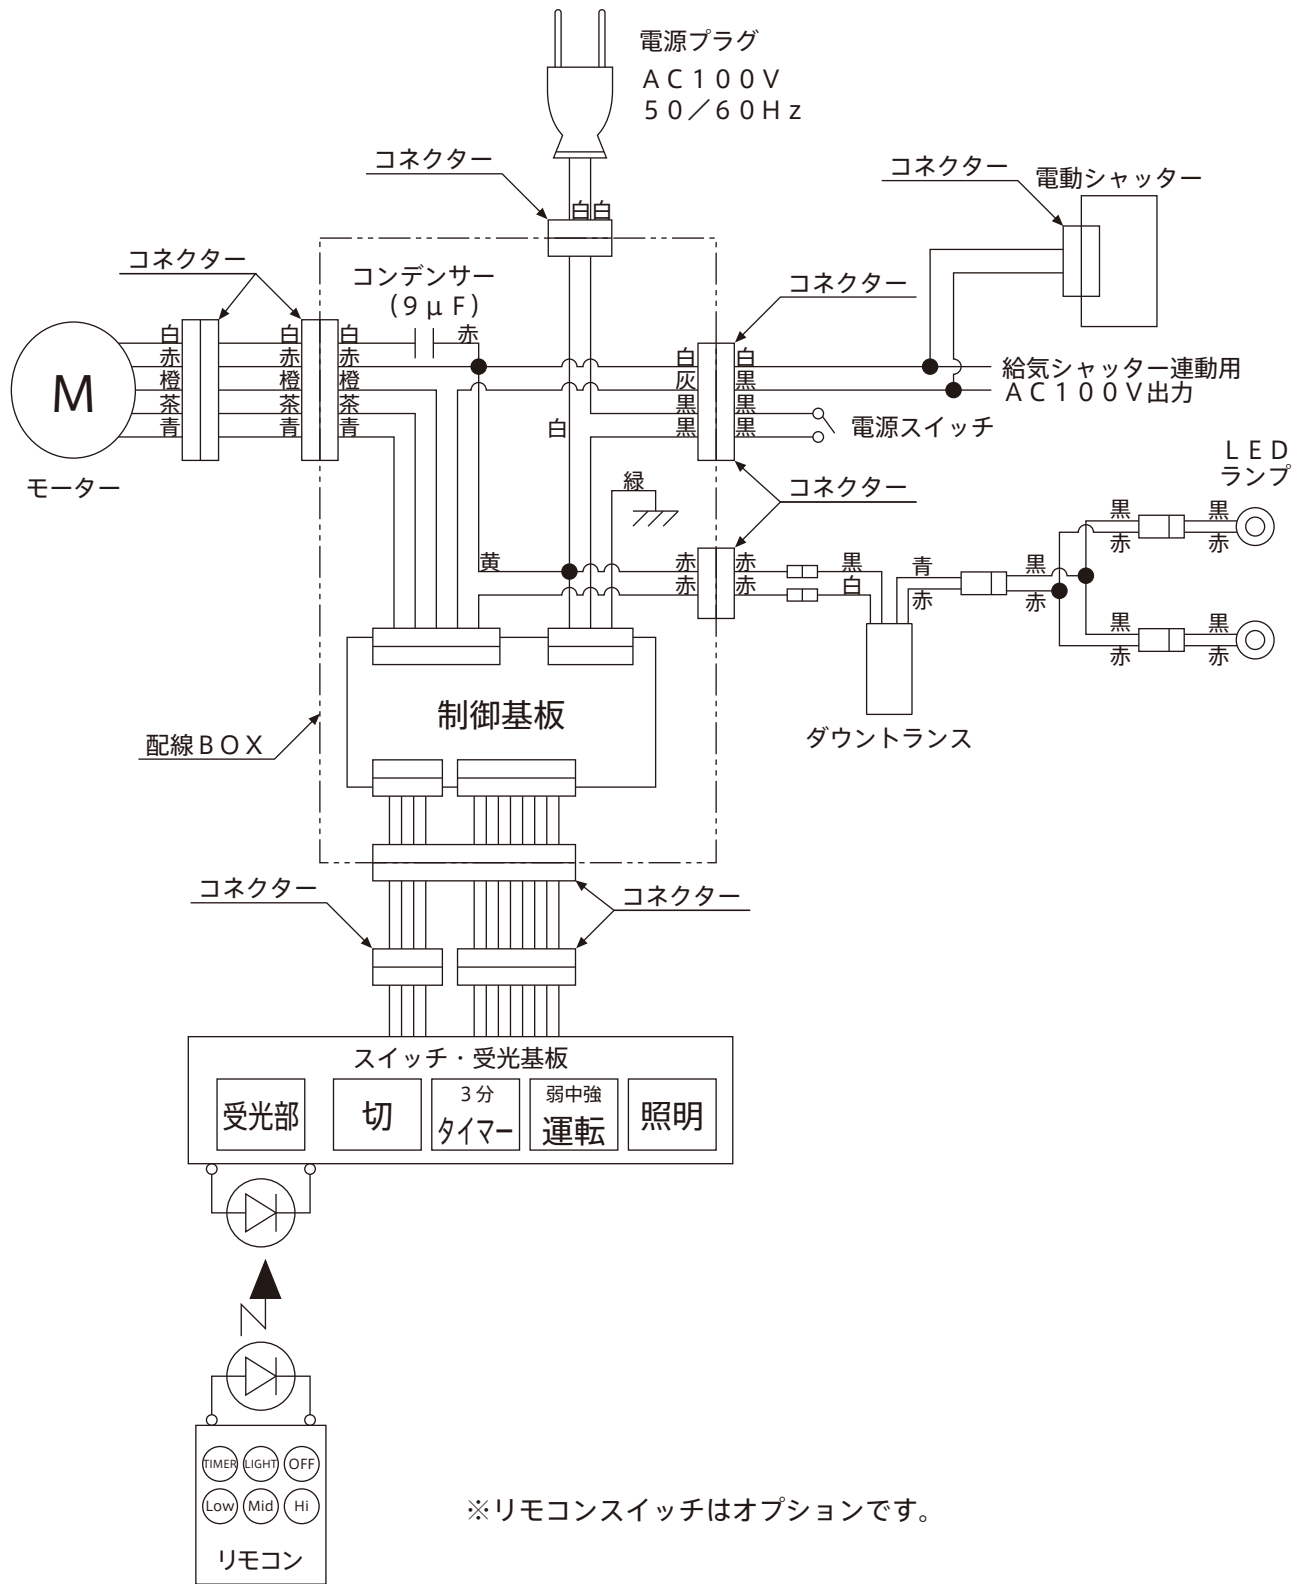 電源プラグ
ＡＣ１００Ｖ
５０／６０Ｈｚ
コネクター
コネクター
電動シャッター
白白
コネクター
コンデンサー
（９μＦ）
コネクター
白 白 白 赤
赤 赤 赤 白 白
橙 橙 橙 灰 黒
茶 茶 茶 黒 黒
青 青 青 黒 黒
M
モーター
給気シャッター連動用
ＡＣ１００Ｖ出力
白
電源スイッチ
緑
コネクター
ＬＥＤ
ランプ
黒 黒
赤 赤
黄 赤 赤 黒 青 黒
赤 赤 白 赤 赤
黒 黒
赤 赤
制御基板
ダウントランス
配線ＢＯＸ
コネクター
コネクター
スイッチ・受光基板
受光部
切
３分
タイマー
弱中強
運転
照明
TIMER LIGHT OFF
Low Mid Hi
リモコン
※リモコンスイッチはオプションです。